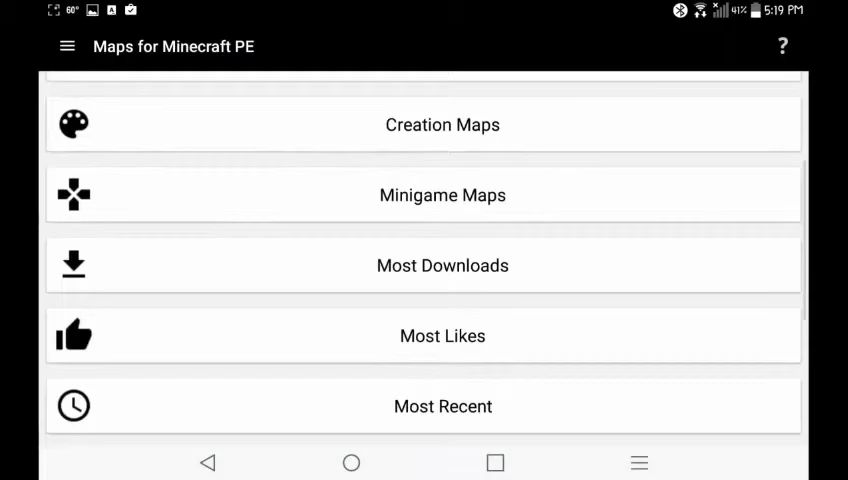 60° A 41% 5:19 PM
Maps for Minecraft PE ?
Creation Maps
Minigame Maps
Most Downloads
Most Likes
Most Recent